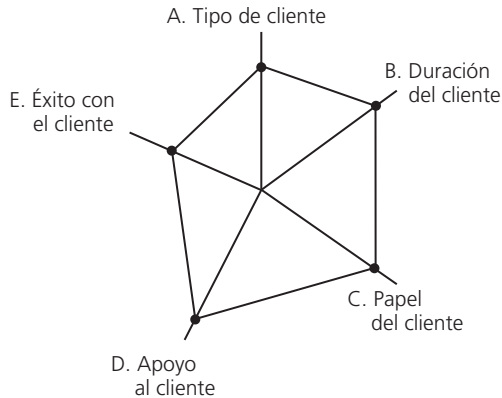 A. Tipo de cliente
B. Duración
del cliente
E. Éxito con
el cliente
C. Papel
del cliente
D. Apoyo
al cliente